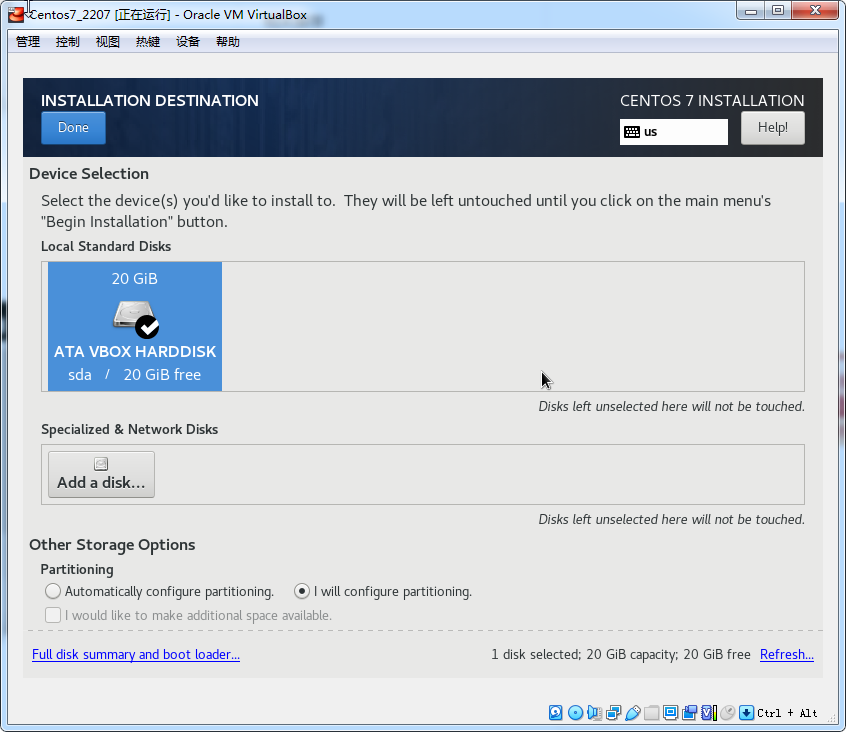 Centos7_2207 [正在运行] - Oracle VM VirtualBox
管理 控制 视图 热键 设备 帮助
INSTALLATION DESTINATION
CENTOS 7 INSTALLATION
Done
us
Help!
Device Selection
Select the device(s) you'd like to install to. They will be left untouched until you click on the main menu's
"Begin Installation" button.
Local Standard Disks
20 GiB
ATA VBOX HARDDISK
sda / 20 GiB free
Disks left unselected here will not be touched.
Specialized & Network Disks
Add a disk...
Disks left unselected here will not be touched.
Other Storage Options
Partitioning
Automatically configure partitioning. I will configure partitioning.
I would like to make additional space available.
Full disk summary and boot loader... 1 disk selected; 20 GiB capacity; 20 GiB free Refresh...
Ctrl + Alt